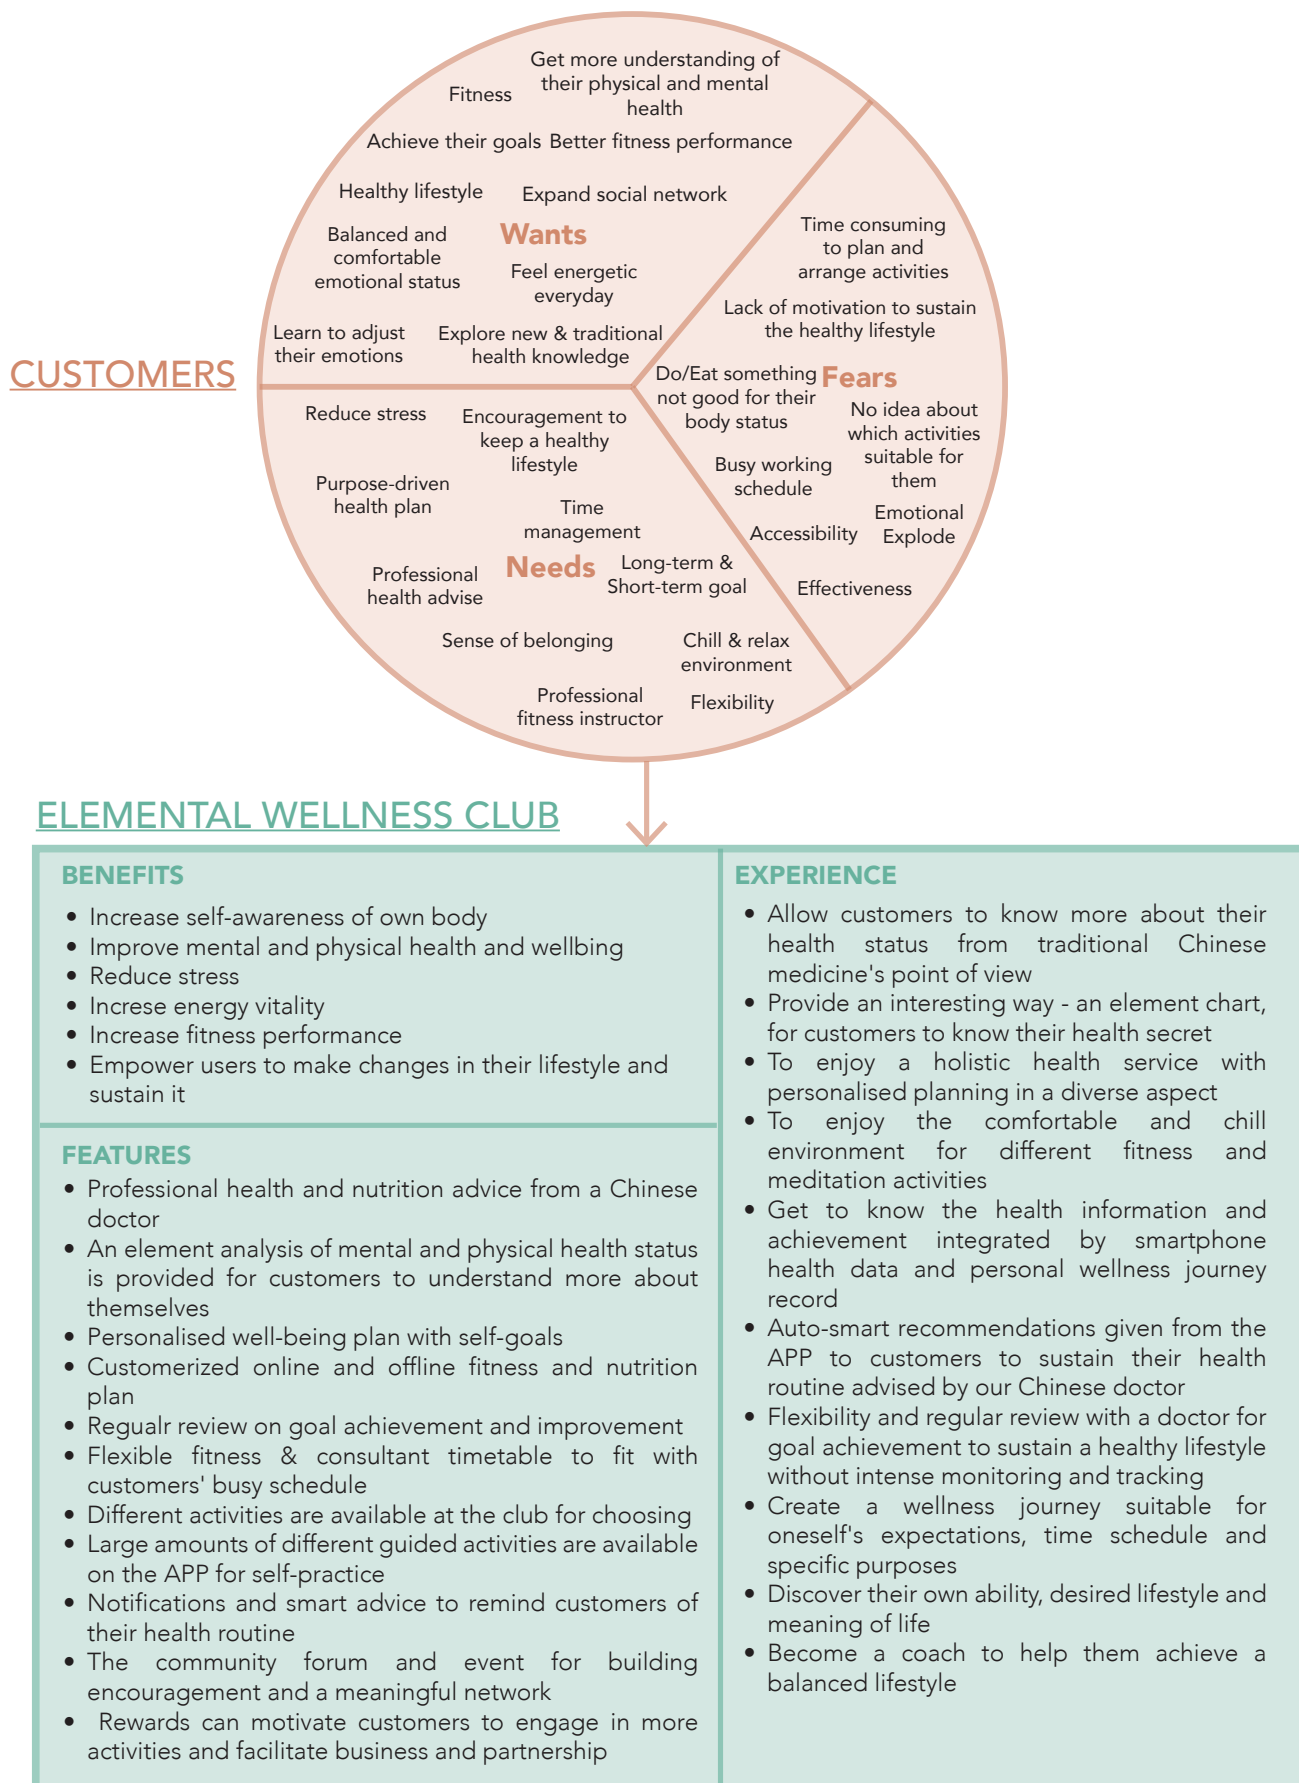 CUSTOMERS
Fitness
Get more understanding of
their physical and mental
health
Achieve their goals
Better fitness performance
Healthy lifestyle
Expand social network
Wants
Balanced and
comfortable
emotional status
Feel energetic
everyday
Learn to adjust
their emotions
Explore new & traditional
health knowledge
Time consuming
to plan and
arrange activities
Lack of motivation to sustain
the healthy lifestyle
Do/Eat something
not good for their
body status
Fears
No idea about
which activities
suitable for
them
Busy working
schedule
Accessibility
Emotional
Explode
Effectiveness
Reduce stress
Encouragement to
keep a healthy
lifestyle
Purpose-driven
health plan
Time
management
Needs
Professional
health advise
Long-term &
Short-term goal
Sense of belonging
Chill & relax
environment
Professional
fitness instructor
Flexibility
ELEMENTAL WELLNESS CLUB
BENEFITS
• Increase self-awareness of own body
• Improve mental and physical health and wellbing
• Reduce stress
• Increse energy vitality
• Increase fitness performance
• Empower users to make changes in their lifestyle and
sustain it
FEATURES
• Professional health and nutrition advice from a Chinese
doctor
• An element analysis of mental and physical health status
is provided for customers to understand more about
themselves
• Personalised well-being plan with self-goals
• Customerized online and offline fitness and nutrition
plan
• Regualr review on goal achievement and improvement
• Flexible fitness & consultant timetable to fit with
customers' busy schedule
• Different activities are available at the club for choosing
• Large amounts of different guided activities are available
on the APP for self-practice
• Notifications and smart advice to remind customers of
their health routine
• The community forum and event for building
encouragement and a meaningful network
• Rewards can motivate customers to engage in more
activities and facilitate business and partnership
EXPERIENCE
• Allow customers to know more about their
health status from traditional Chinese
medicine's point of view
• Provide an interesting way - an element chart,
for customers to know their health secret
• To enjoy a holistic health service with
personalised planning in a diverse aspect
• To enjoy the comfortable and chill
environment for different fitness and
meditation activities
• Get to know the health information and
achievement integrated by smartphone
health data and personal wellness journey
record
• Auto-smart recommendations given from the
APP to customers to sustain their health
routine advised by our Chinese doctor
• Flexibility and regular review with a doctor for
goal achievement to sustain a healthy lifestyle
without intense monitoring and tracking
• Create a wellness journey suitable for
oneself's expectations, time schedule and
specific purposes
• Discover their own ability, desired lifestyle and
meaning of life
• Become a coach to help them achieve a
balanced lifestyle